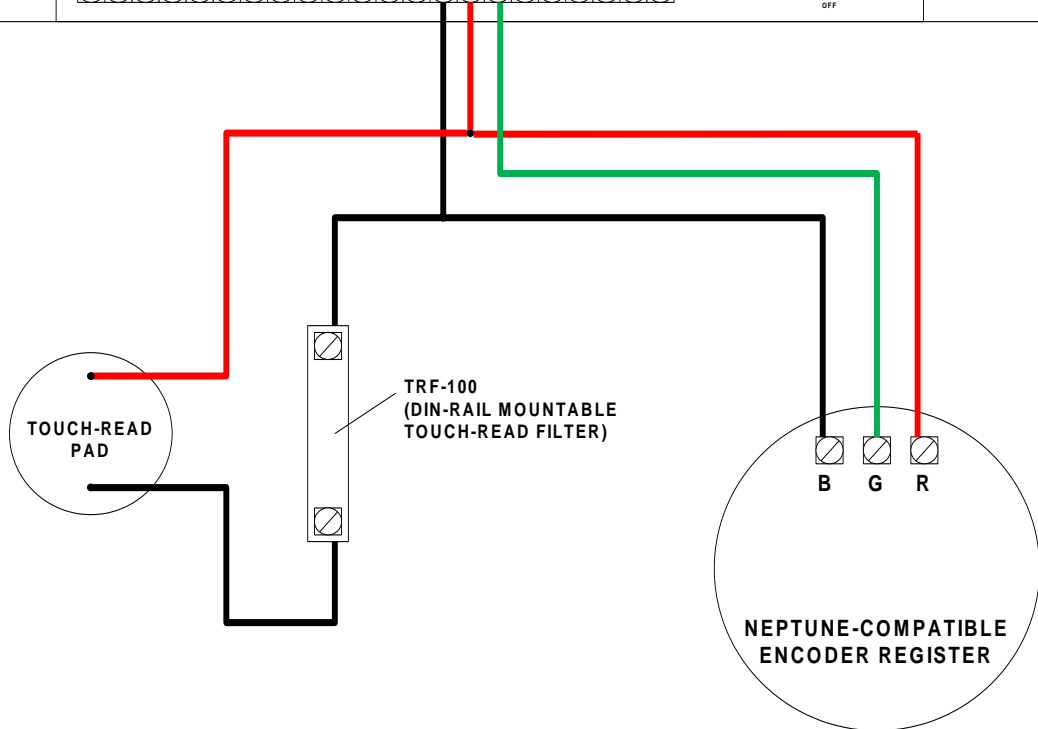 OFF
TRF-100
(DIN-RAIL MOUNTABLE
TOUCH-READ FILTER)
TOUCH-READ
PAD
B G R
NEPTUNE-COMPATIBLE
ENCODER REGISTER